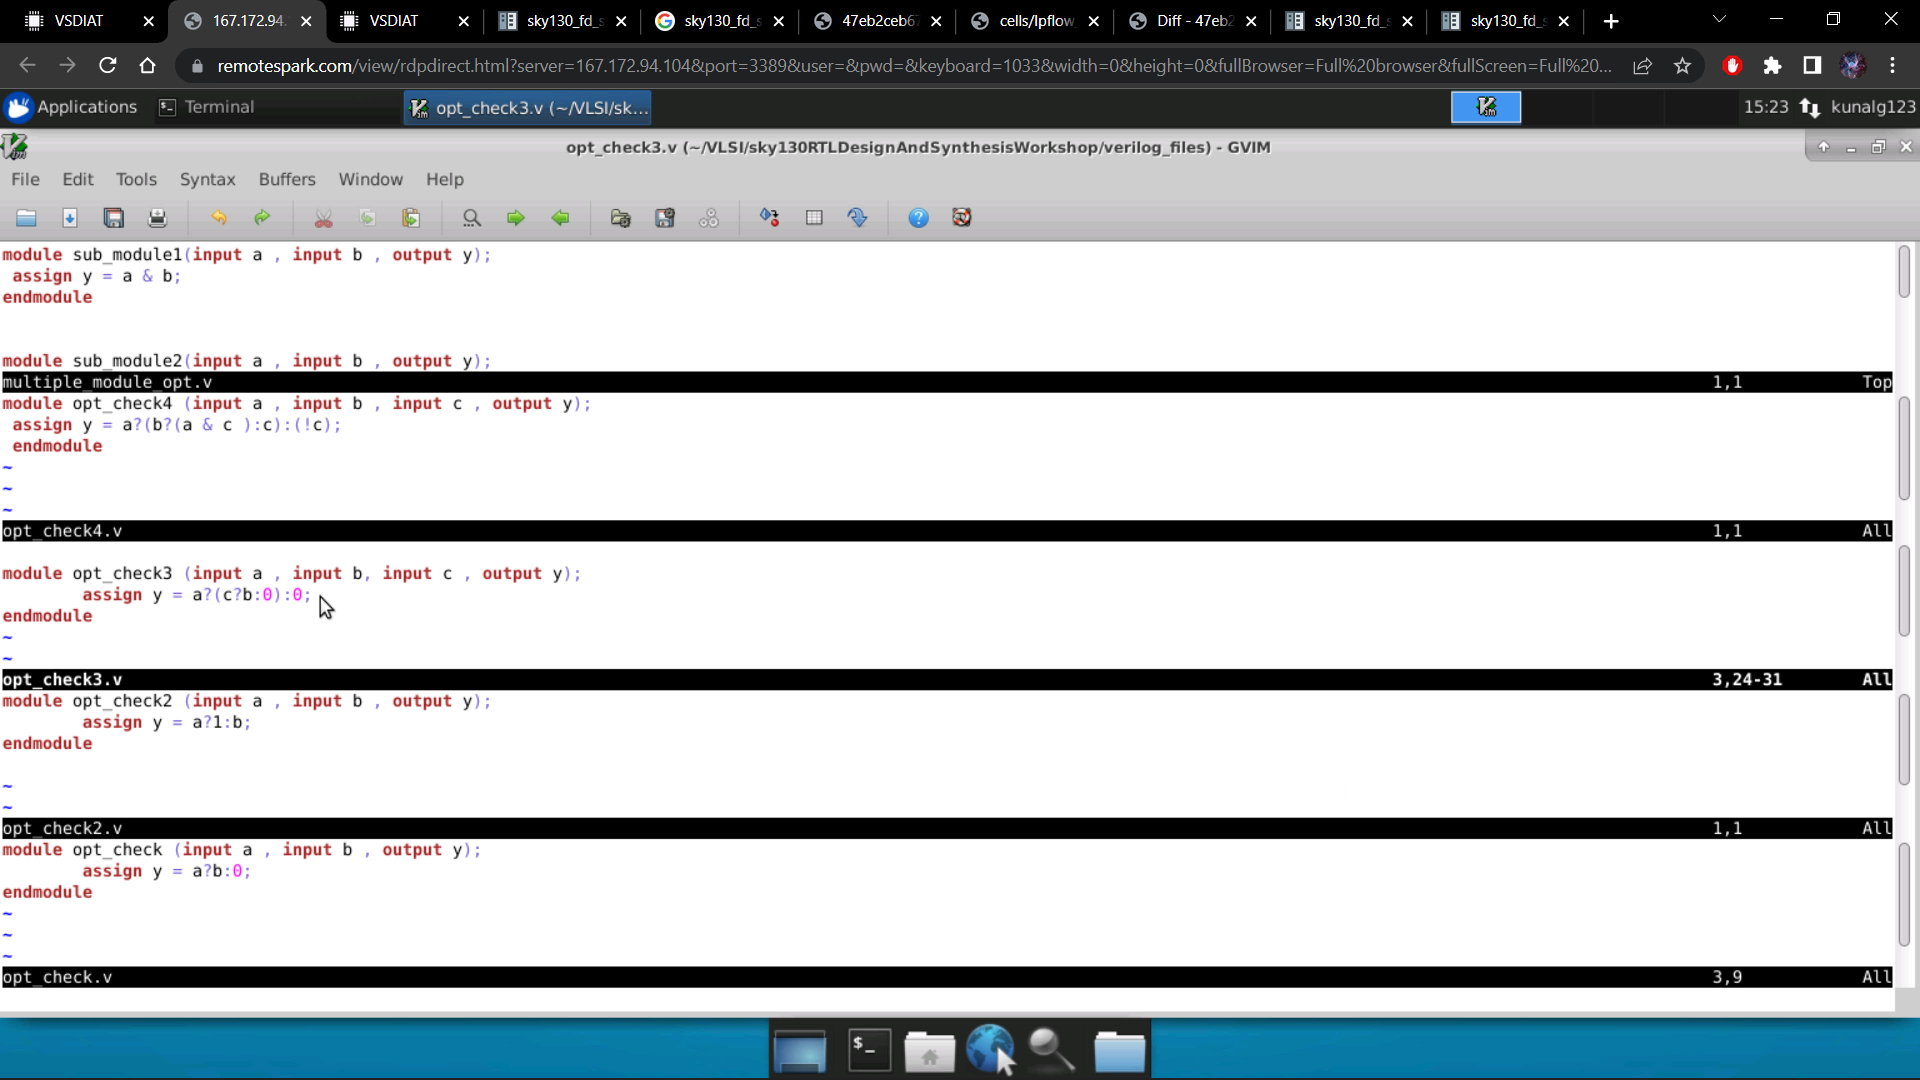 VSDIAT
167.172.94.
VSDIAT
sky130_fd_s
sky130_fd_s
47eb2ceb67
cells/lpflow
Diff - 47eb2
sky130_fd_s
sky130_fd_s
remotespark.com/view/rdpdirect.html?server=167.172.94.104&port=3389&user=&pwd=&keyboard=1033&width=0&height=0&fullBrowser=Full%20browser&fullScreen=Full%20...
Applications
Terminal
opt_check3.v (~/VLSI/sk...
15:23
kunalg123
opt_check3.v (~/VLSI/sky130RTLDesignAndSynthesisWorkshop/verilog_files) - GVIM
File Edit Tools Syntax Buffers Window Help
module sub_module1(input a , input b , output y);
assign y = a & b;
endmodule
module sub_module2(input a , input b , output y);
multiple_module_opt.v 1,1 Top
module opt_check4 (input a , input b , input c , output y);
assign y = a?(b?(a & c ):c):(!c);
endmodule
~
~
~
opt_check4.v 1,1 All
module opt_check3 (input a , input b, input c , output y);
assign y = a?(c?b:0):0;
endmodule
~
~
opt_check3.v 3,24-31 All
module opt_check2 (input a , input b , output y);
assign y = a?1:b;
endmodule
~
~
opt_check2.v 1,1 All
module opt_check (input a , input b , output y);
assign y = a?b:0;
endmodule
~
~
~
opt_check.v 3,9 All
$_